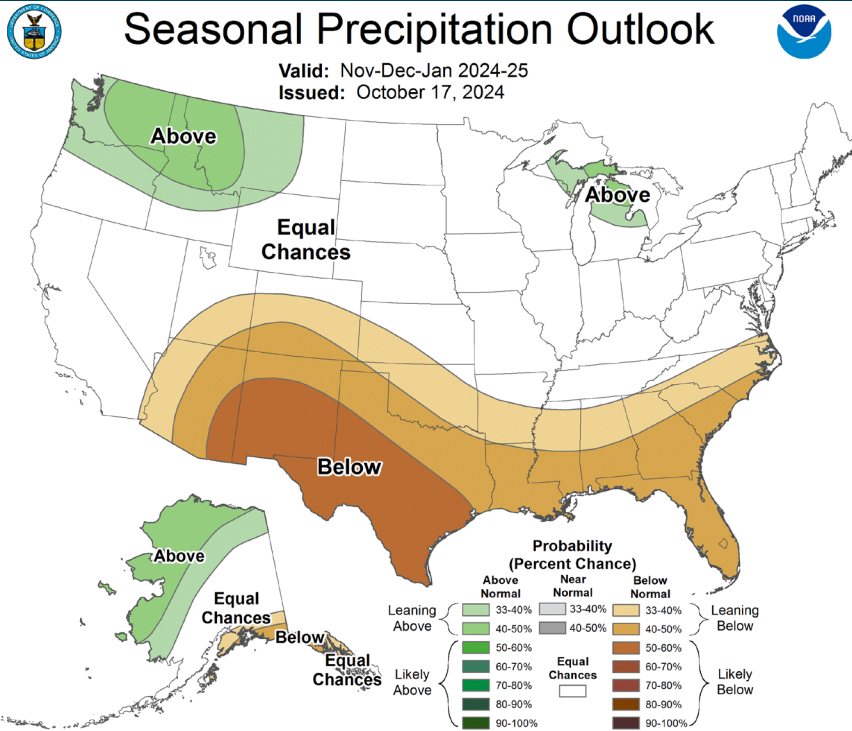 Seasonal Precipitation Outlook
NOAA
Valid: Nov-Dec-Jan 2024-25
Issued: October 17, 2024
Above
Above
Equal
Chances
Below
Above
Equal
Chances
Below
Equal
Chances
Probability
(Percent Chance)
Above
Normal
Near
Normal
Below
Normal
Leaning
Above
33-40%
33-40%
33-40%
Leaning
Below
40-50%
40-50%
40-50%
Likely
Above
50-60%
60-70%
70-80%
80-90%
90-100%
Equal
Chances
50-60%
60-70%
70-80%
80-90%
90-100%
Likely
Below